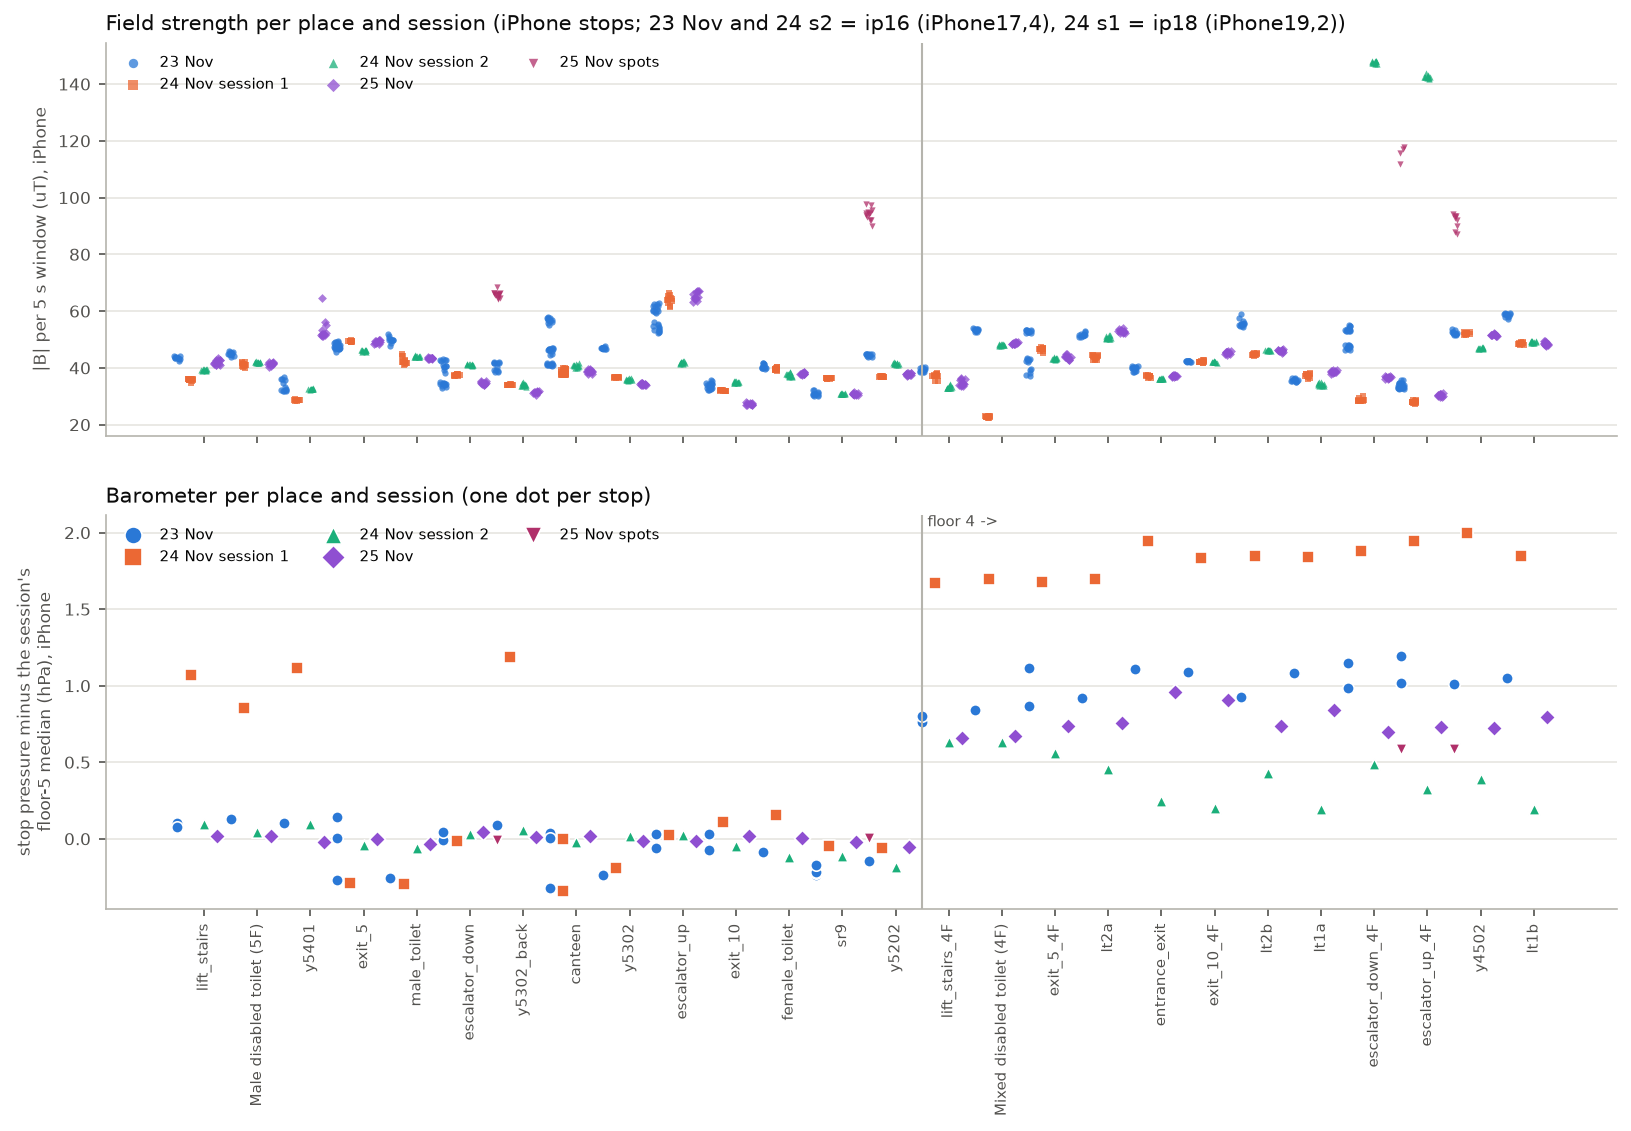 Field strength per place and session (iPhone stops; 23 Nov and 24 s2 = ip16 (iPhone17,4), 24 s1 = ip18 (iPhone19,2))
23 Nov
24 Nov session 1
24 Nov session 2
25 Nov
25 Nov spots
|B| per 5 s window (uT), iPhone
140
120
100
80
60
40
20
Barometer per place and session (one dot per stop)
23 Nov
24 Nov session 1
24 Nov session 2
25 Nov
25 Nov spots
floor 4 ->
stop pressure minus the session's
floor-5 median (hPa), iPhone
2.0
1.5
1.0
0.5
0.0
lift_stairs
Male disabled toilet (5F)
y5401
exit_5
male_toilet
escalator_down
y5302_back
canteen
y5302
escalator_up
exit_10
female_toilet
sr9
y5202
lift_stairs_4F
Mixed disabled toilet (4F)
exit_5_4F
lt2a
entrance_exit
exit_10_4F
lt2b
lt1a
escalator_down_4F
escalator_up_4F
y4502
lt1b